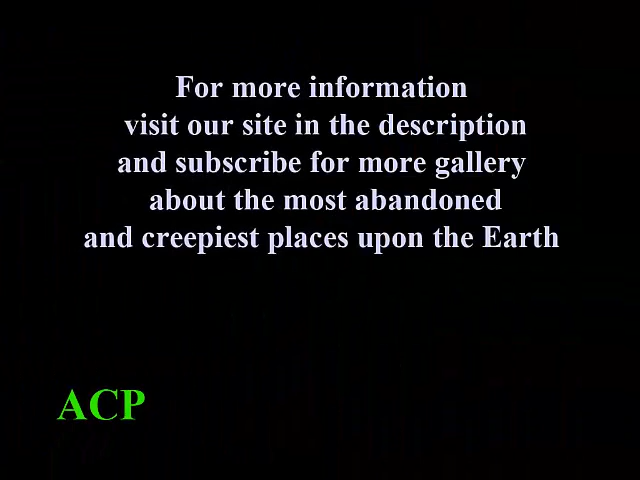 For more information
visit our site in the description
and subscribe for more gallery
about the most abandoned
and creepiest places upon the Earth
ACP